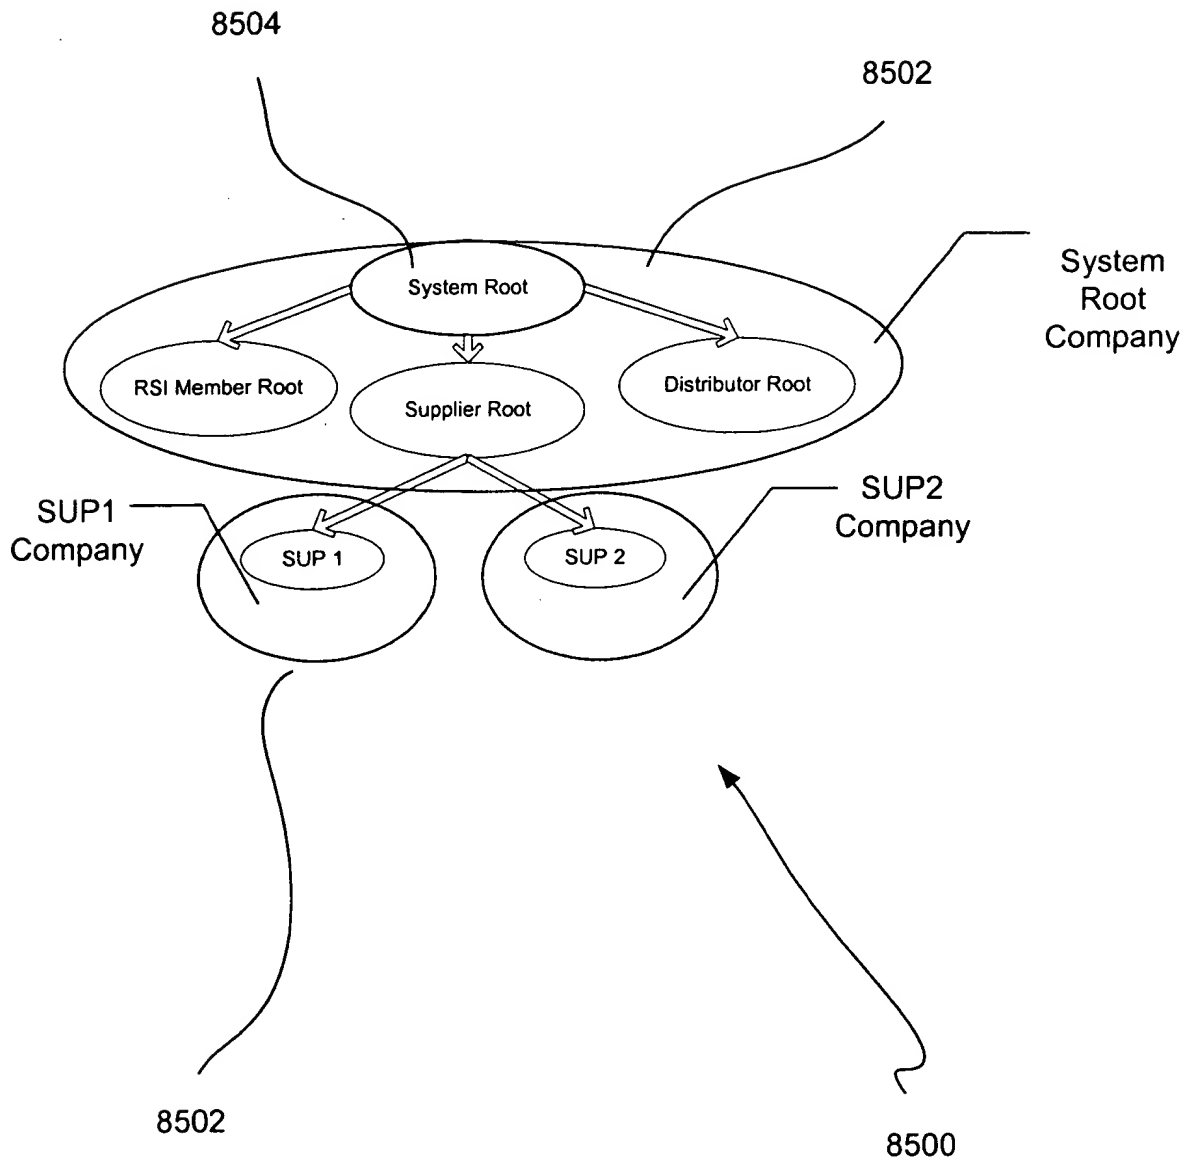 8504
8502
System Root
System
Root
Company
RSI Member Root
Supplier Root
Distributor Root
SUP1
Company
SUP2
Company
SUP 1
SUP 2
8502
8500